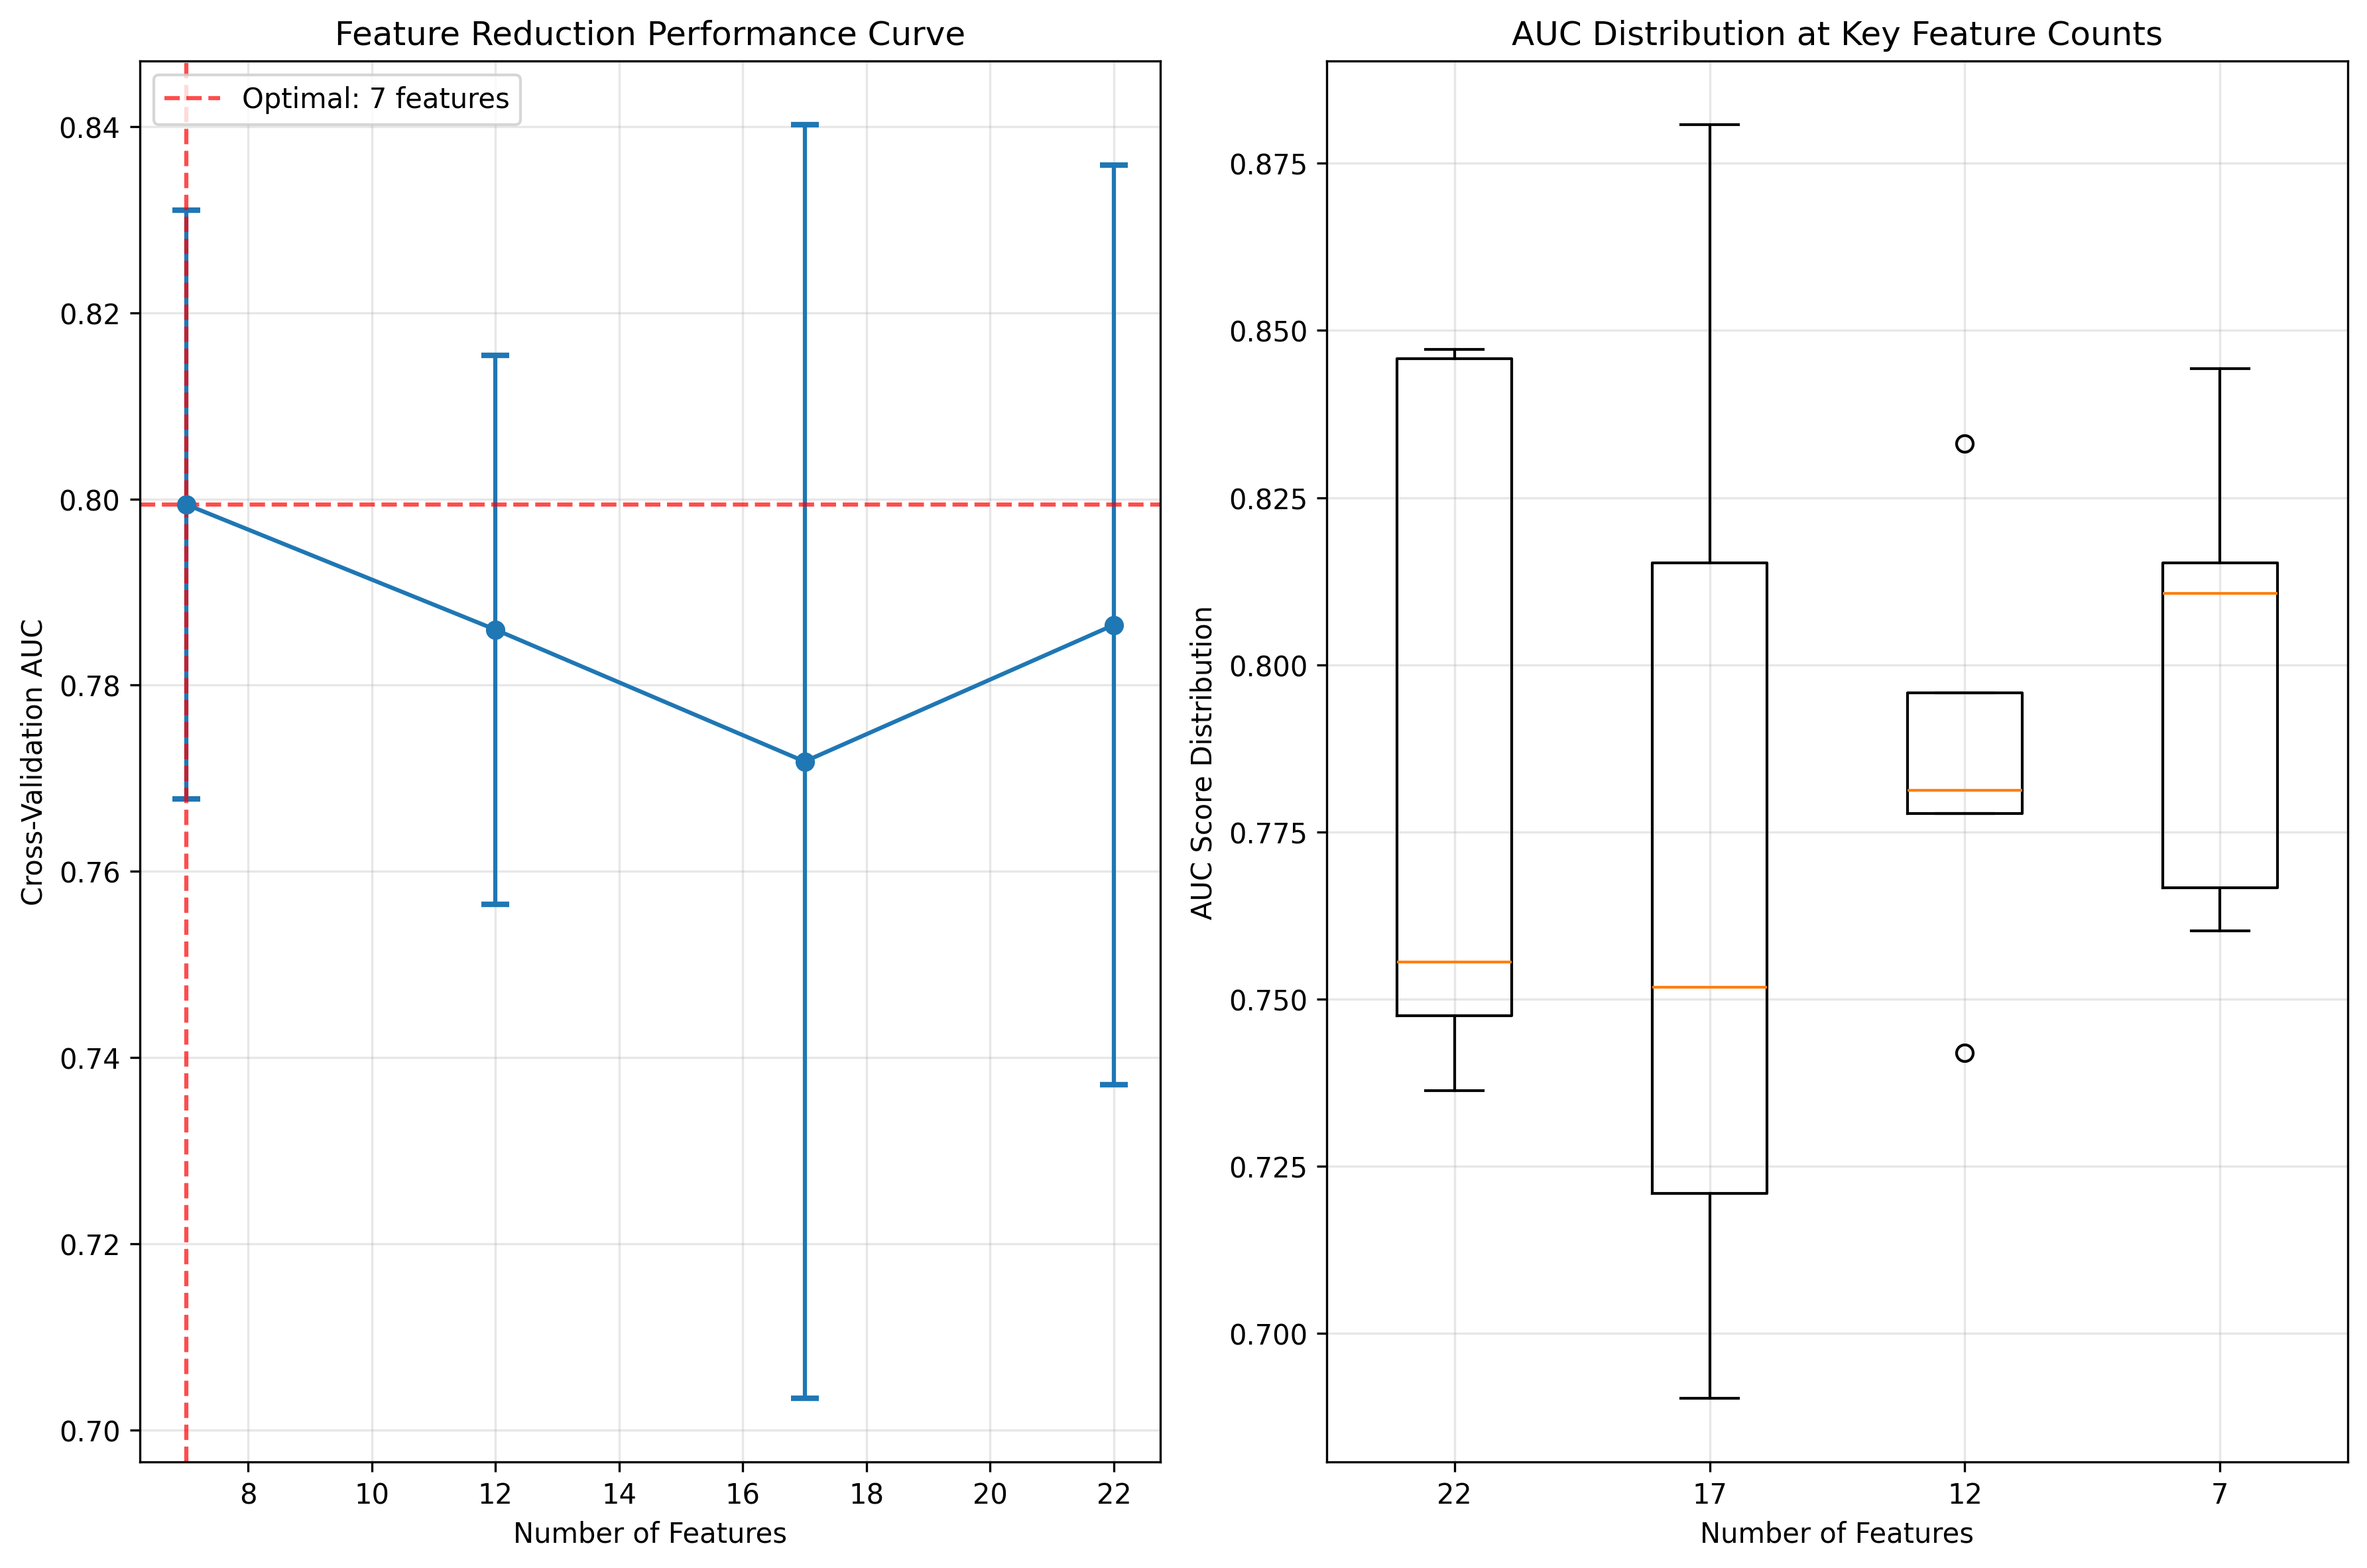 Feature Reduction Performance Curve
Optimal: 7 features
Cross-Validation AUC
0.84
0.82
0.80
0.78
0.76
0.74
0.72
0.70
8 10 12 14 16 18 20 22
Number of Features
AUC Distribution at Key Feature Counts
AUC Score Distribution
0.875
0.850
0.825
0.800
0.775
0.750
0.725
0.700
22 17 12 7
Number of Features